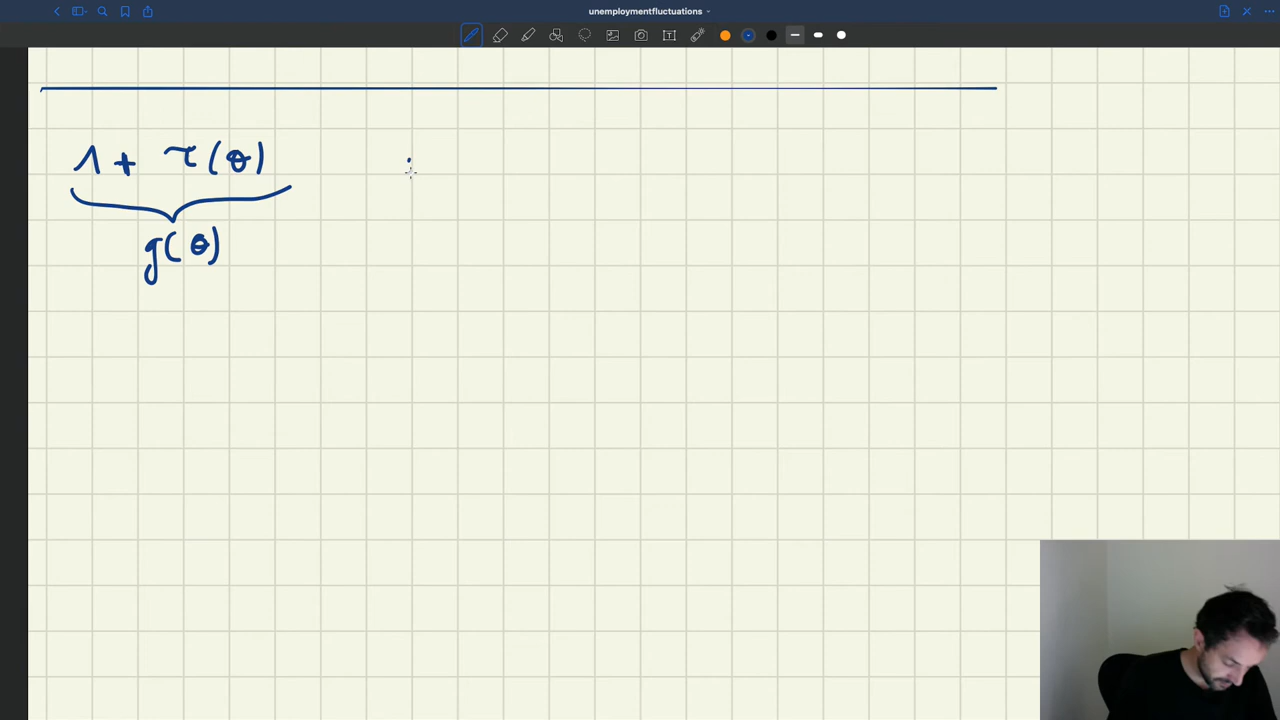 unemploymentfluctuations
1 + τ(θ)
g(θ)